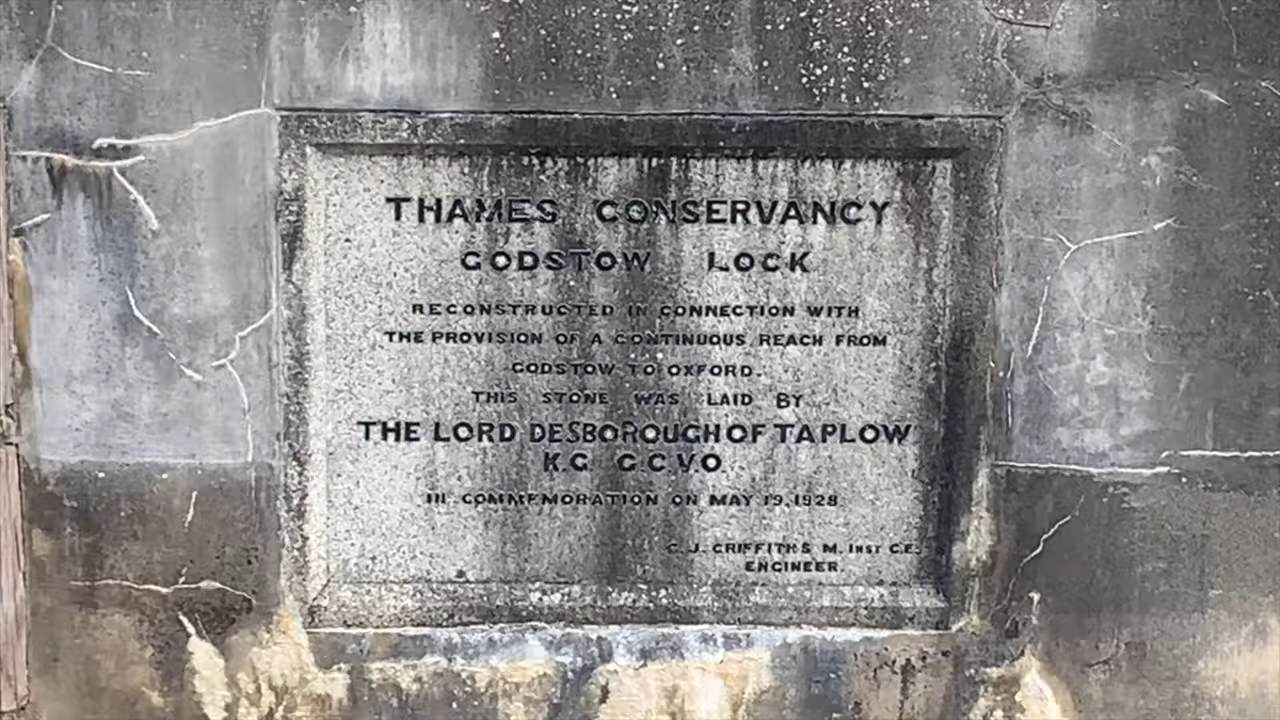 THAMES CONSERVANCY
GODSTOW LOCK
RECONSTRUCTED IN CONNECTION WITH
THE PROVISION OF A CONTINUOUS REACH FROM
GODSTOW TO OXFORD.
THIS STONE WAS LAID BY
THE LORD DESBOROUGH OF TAPLOW
K.G. G.C.V.O.
IN COMMEMORATION ON MAY 19, 1928
C. J. GRIFFITHS M. INST C.E.
ENGINEER.